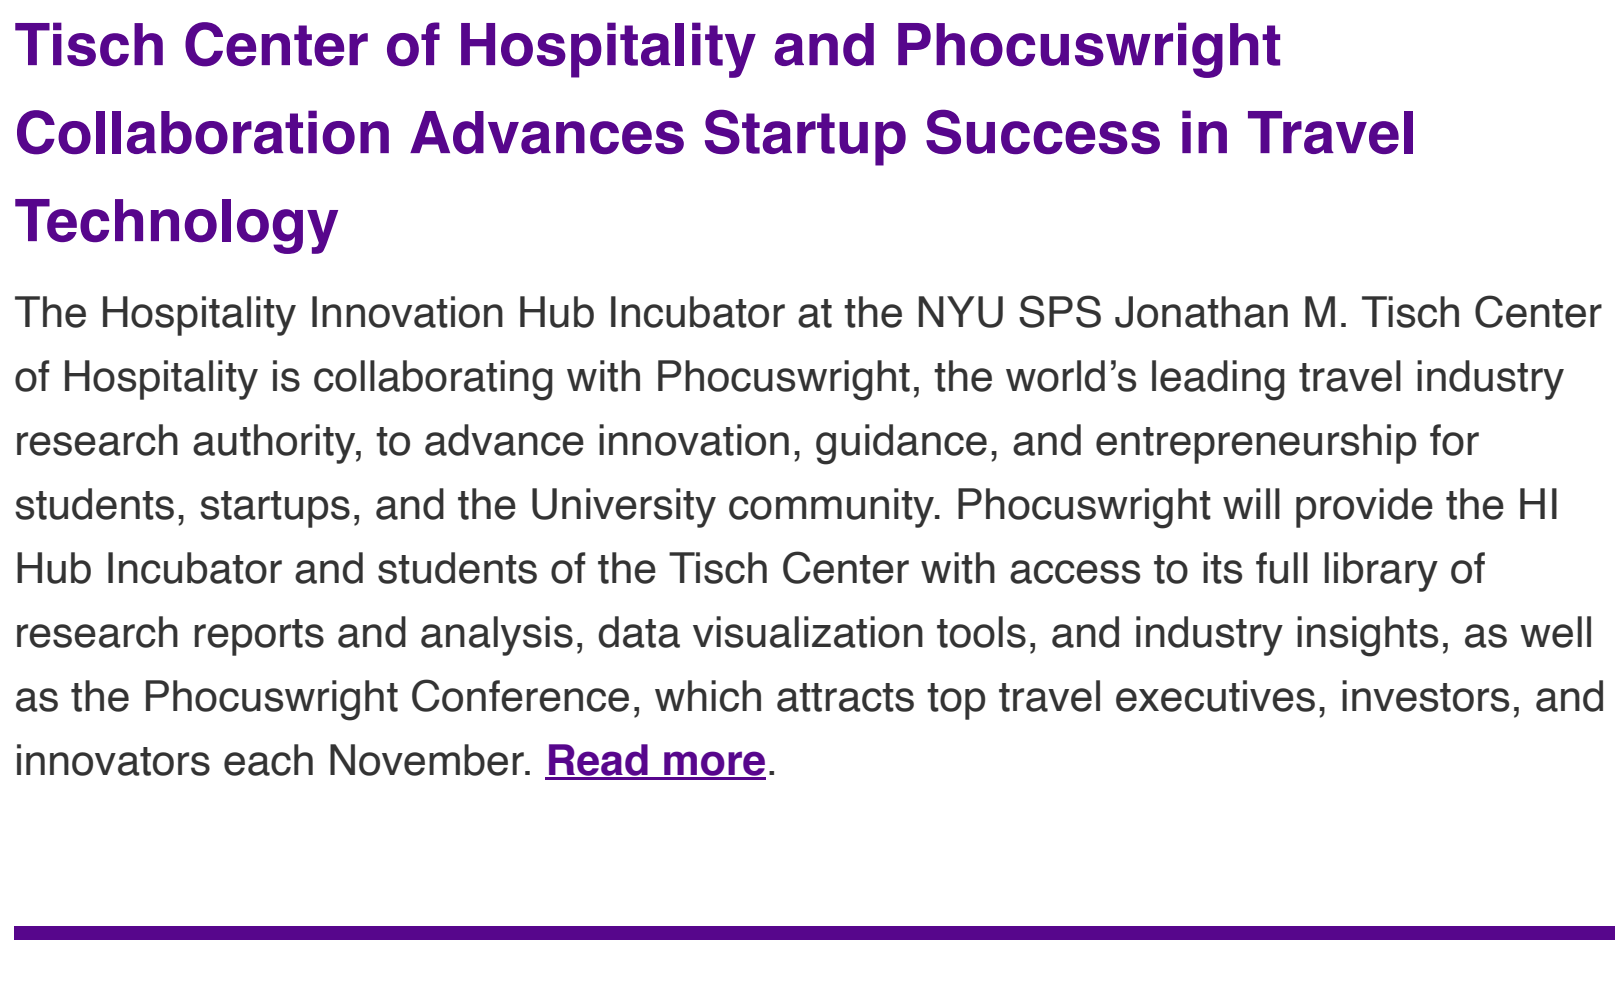 Tisch Center of Hospitality and Phocuswright
Collaboration Advances Startup Success in Travel
Technology
The Hospitality Innovation Hub Incubator at the NYU SPS Jonathan M. Tisch Center
of Hospitality is collaborating with Phocuswright, the world’s leading travel industry
research authority, to advance innovation, guidance, and entrepreneurship for
students, startups, and the University community. Phocuswright will provide the HI
Hub Incubator and students of the Tisch Center with access to its full library of
research reports and analysis, data visualization tools, and industry insights, as well
as the Phocuswright Conference, which attracts top travel executives, investors, and
innovators each November. Read more.